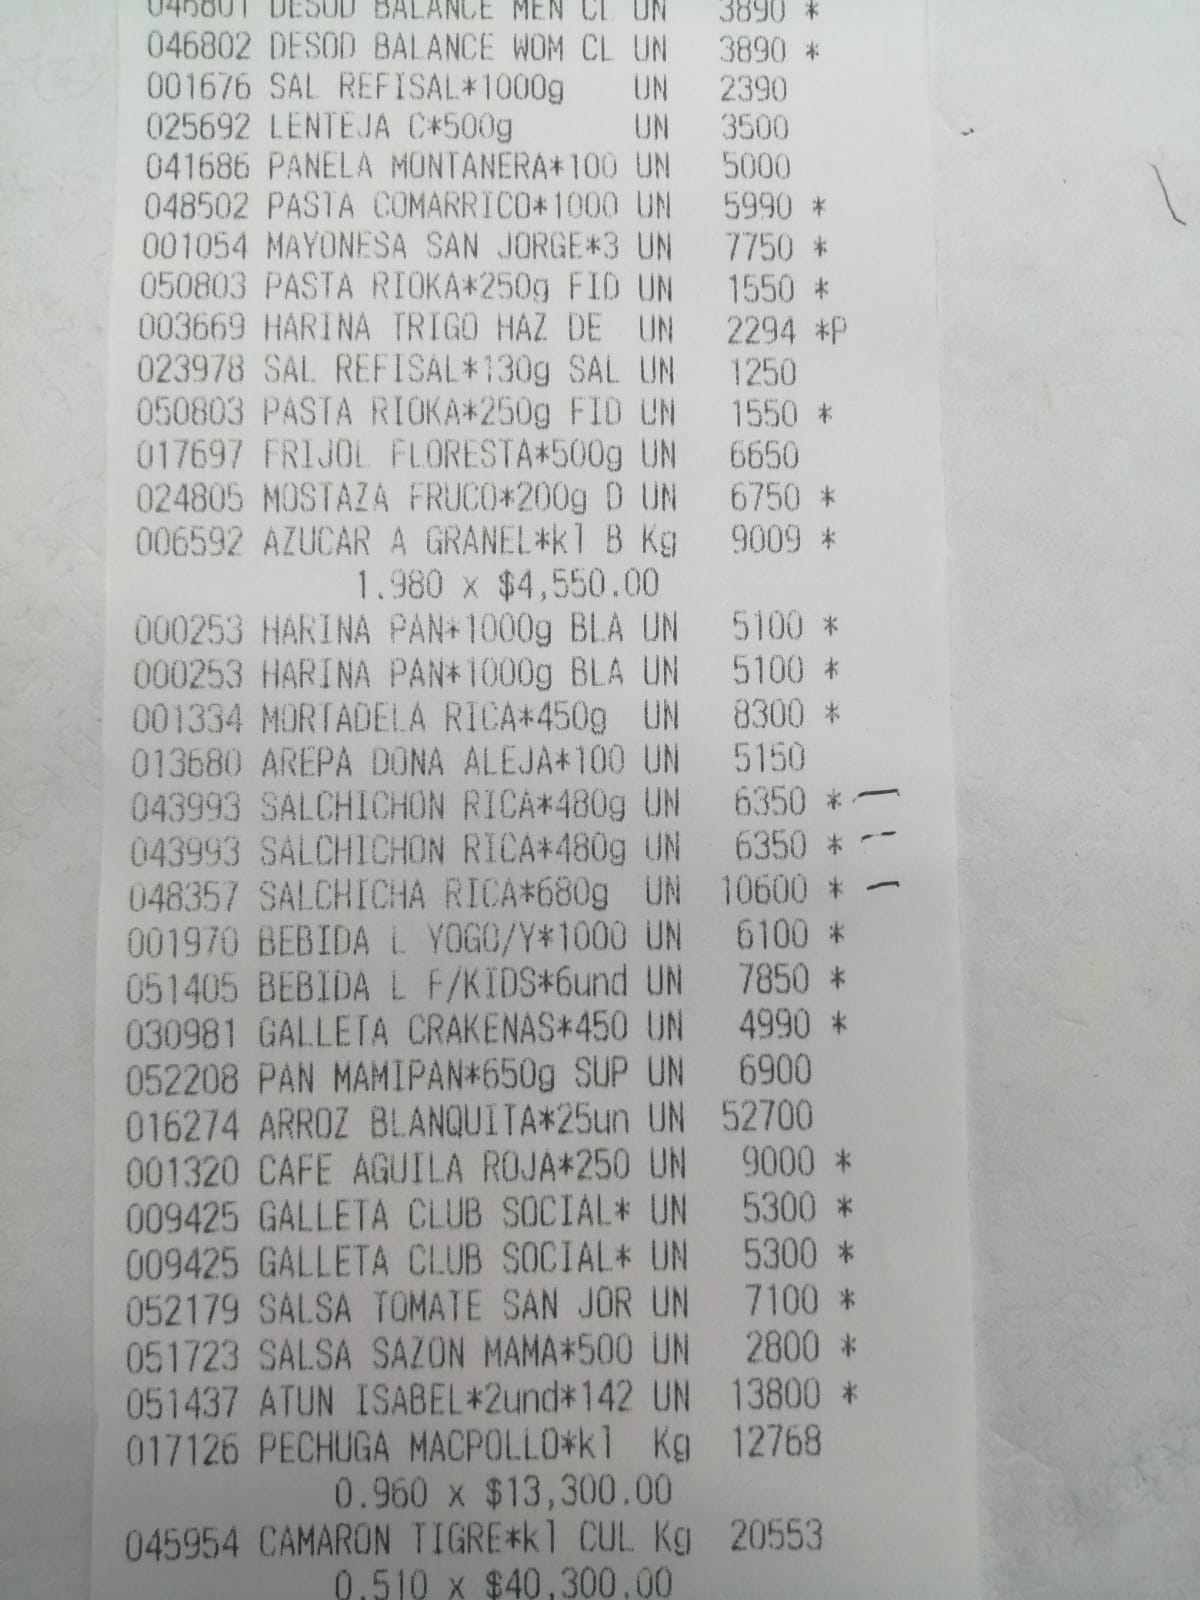 045801 DESOD BALANCE MEN CL UN 3890 *
046802 DESOD BALANCE WOM CL UN 3890 *
001676 SAL REFISAL*1000g UN 2390
025692 LENTEJA C*500g UN 3500
041686 PANELA MONTANERA*100 UN 5000
048502 PASTA COMARRICO*1000 UN 5990 *
001054 MAYONESA SAN JORGE*3 UN 7750 *
050803 PASTA RIOKA*250g FID UN 1550 *
003669 HARINA TRIGO HAZ DE UN 2294 *P
023978 SAL REFISAL*130g SAL UN 1250
050803 PASTA RIOKA*250g FID UN 1550 *
017697 FRIJOL FLORESTA*500g UN 6650
024805 MOSTAZA FRUCO*200g D UN 6750 *
006592 AZUCAR A GRANEL*kl B Kg 9009 *
1.980 x $4,550.00
000253 HARINA PAN*1000g BLA UN 5100 *
000253 HARINA PAN*1000g BLA UN 5100 *
001334 MORTADELA RICA*450g UN 8300 *
013680 AREPA DONA ALEJA*100 UN 5150
043993 SALCHICHON RICA*480g UN 6350 *
043993 SALCHICHON RICA*480g UN 6350 *
048357 SALCHICHA RICA*680g UN 10600 *
001970 BEBIDA L YOGO/Y*1000 UN 6100 *
051405 BEBIDA L F/KIDS*6und UN 7850 *
030981 GALLETA CRAKENAS*450 UN 4990 *
052208 PAN MAMIPAN*650g SUP UN 6900
016274 ARROZ BLANQUITA*25un UN 52700
001320 CAFE AGUILA ROJA*250 UN 9000 *
009425 GALLETA CLUB SOCIAL* UN 5300 *
009425 GALLETA CLUB SOCIAL* UN 5300 *
052179 SALSA TOMATE SAN JOR UN 7100 *
051723 SALSA SAZON MAMA*500 UN 2800 *
051437 ATUN ISABEL*2und*142 UN 13800 *
017126 PECHUGA MACPOLLO*kl Kg 12768
0.960 x $13,300.00
045954 CAMARON TIGRE*kl CUL Kg 20553
0.510 x $40,300.00